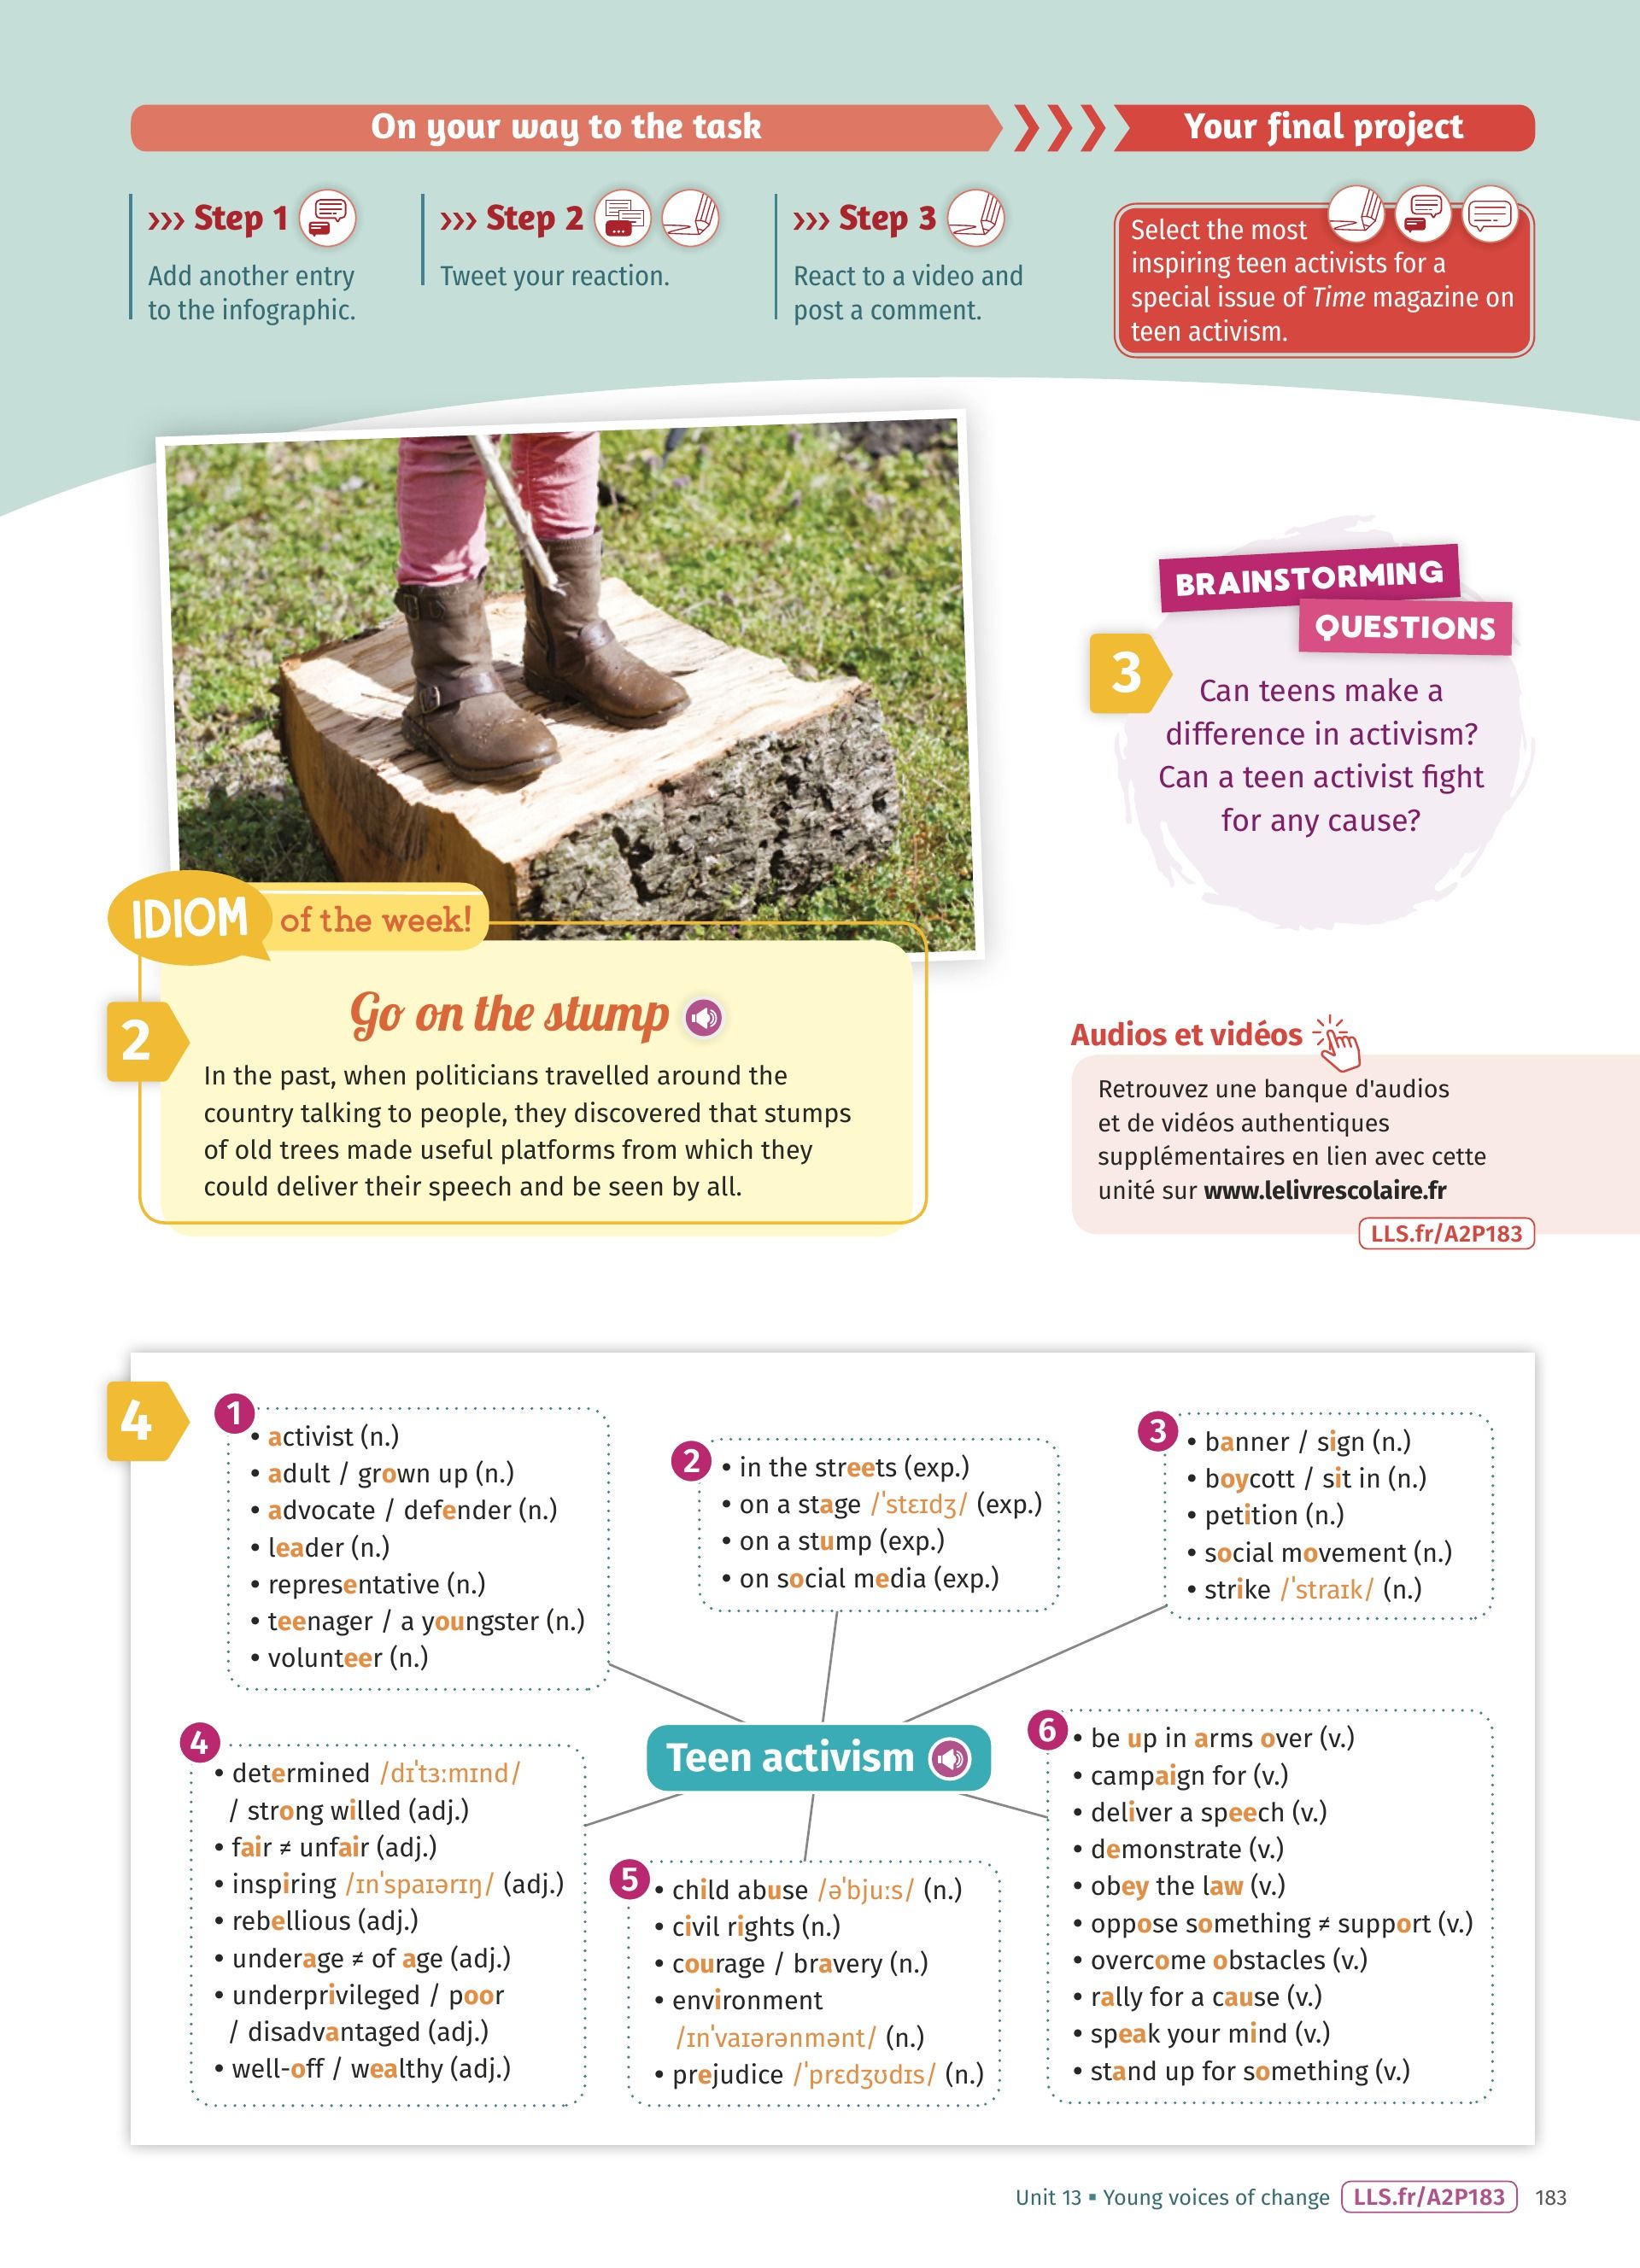 On your way to the task
Your final project
››› Step 1
Add another entry
to the infographic.
››› Step 2
Tweet your reaction.
››› Step 3
React to a video and
post a comment.
Select the most
inspiring teen activists for a
special issue of Time magazine on
teen activism.
BRAINSTORMING
QUESTIONS
3
Can teens make a
difference in activism?
Can a teen activist fight
for any cause?
IDIOM of the week!
2
Go on the stump
In the past, when politicians travelled around the
country talking to people, they discovered that stumps
of old trees made useful platforms from which they
could deliver their speech and be seen by all.
Audios et vidéos
Retrouvez une banque d'audios
et de vidéos authentiques
supplémentaires en lien avec cette
unité sur www.lelivrescolaire.fr
LLS.fr/A2P183
4
1
• activist (n.)
• adult / grown up (n.)
• advocate / defender (n.)
• leader (n.)
• representative (n.)
• teenager / a youngster (n.)
• volunteer (n.)
2
• in the streets (exp.)
• on a stage /ˈstɛɪdʒ/ (exp.)
• on a stump (exp.)
• on social media (exp.)
3
• banner / sign (n.)
• boycott / sit in (n.)
• petition (n.)
• social movement (n.)
• strike /ˈstraɪk/ (n.)
Teen activism
4
• determined /dɪˈtɜːmɪnd/
/ strong willed (adj.)
• fair ≠ unfair (adj.)
• inspiring /ɪnˈspaɪərɪŋ/ (adj.)
• rebellious (adj.)
• underage ≠ of age (adj.)
• underprivileged / poor
/ disadvantaged (adj.)
• well-off / wealthy (adj.)
5
• child abuse /əˈbjuːs/ (n.)
• civil rights (n.)
• courage / bravery (n.)
• environment
/ɪnˈvaɪərənmənt/ (n.)
• prejudice /ˈprɛdʒʊdɪs/ (n.)
6
• be up in arms over (v.)
• campaign for (v.)
• deliver a speech (v.)
• demonstrate (v.)
• obey the law (v.)
• oppose something ≠ support (v.)
• overcome obstacles (v.)
• rally for a cause (v.)
• speak your mind (v.)
• stand up for something (v.)
Unit 13 ▪ Young voices of change LLS.fr/A2P183 183